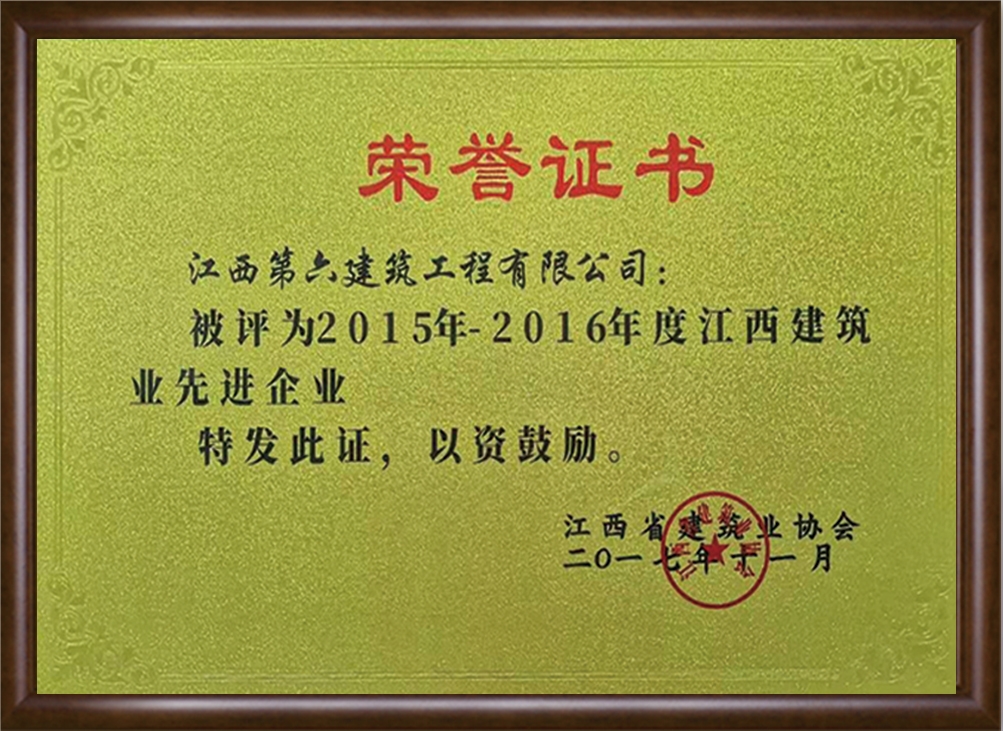 荣誉证书
江西第六建筑工程有限公司：
被评为2015年-2016年度江西建筑
业先进企业
特发此证，以资鼓励。
江西省建筑业协会
二〇一七年十一月